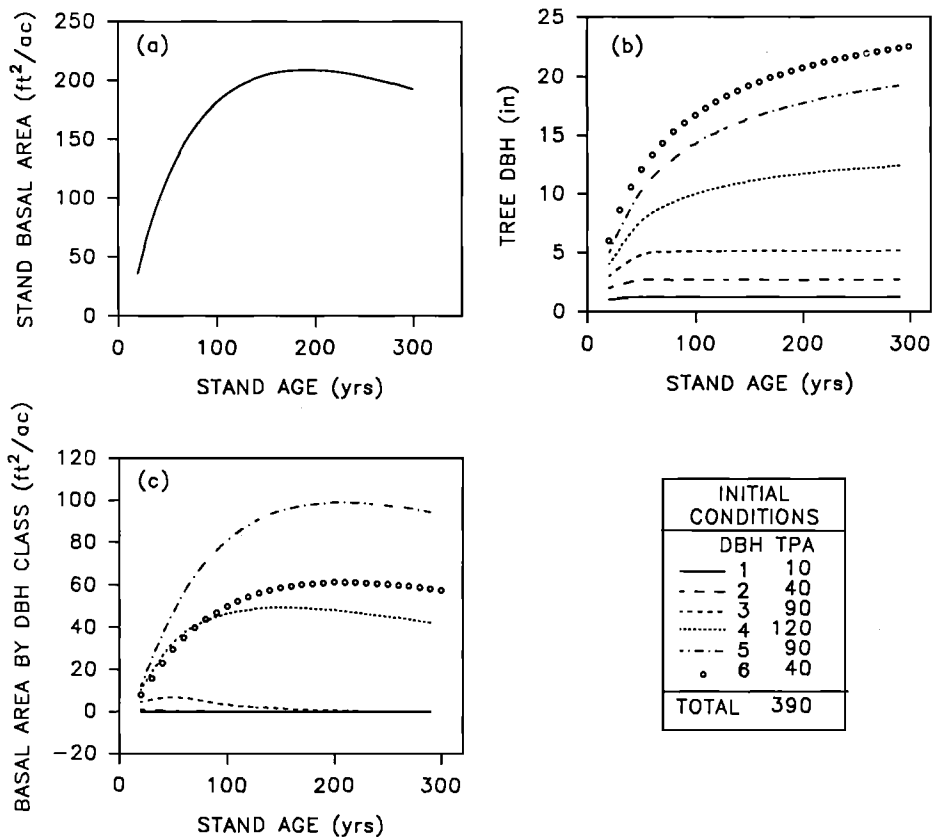 (a)
STAND BASAL AREA (ft²/ac)
250
200
150
100
50
0
0 100 200 300
STAND AGE (yrs)
(b)
TREE DBH (in)
25
20
15
10
5
0
0 100 200 300
STAND AGE (yrs)
(c)
BASAL AREA BY DBH CLASS (ft²/ac)
120
100
80
60
40
20
0
-20
0 100 200 300
STAND AGE (yrs)
INITIAL
CONDITIONS
DBH TPA
1 10
2 40
3 90
4 120
5 90
6 40
TOTAL 390